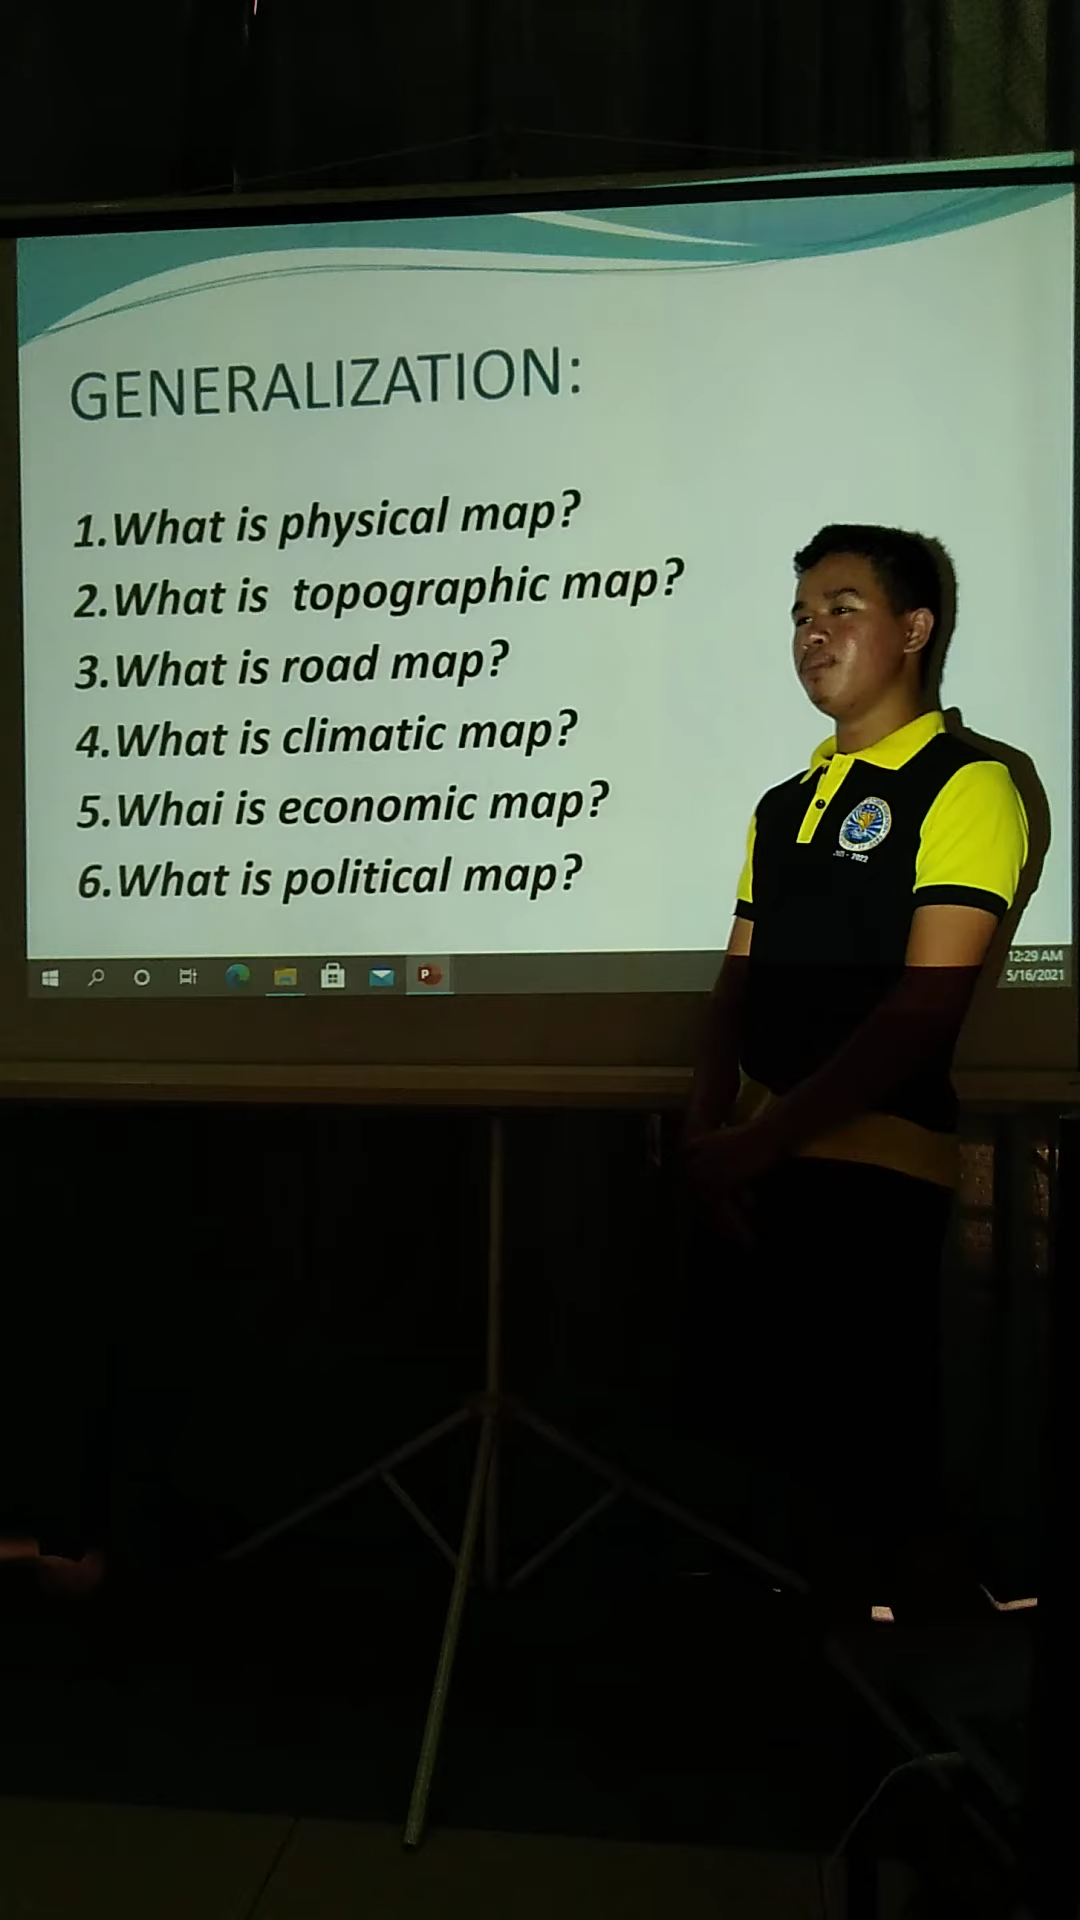 GENERALIZATION:
1.What is physical map?
2.What is topographic map?
3.What is road map?
4.What is climatic map?
5.Whai is economic map?
6.What is political map?
P
12:29 AM
5/16/2021
- 2022